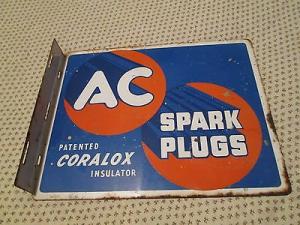 AC
SPARK
PLUGS
PATENTED
CORALOX
INSULATOR